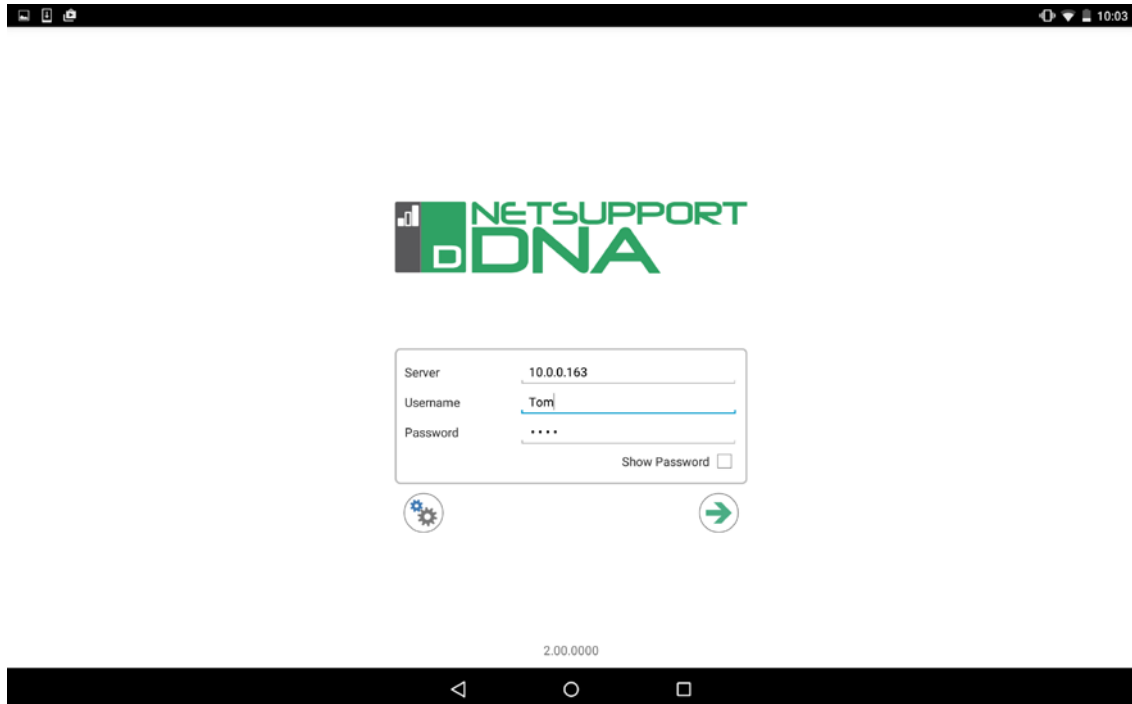 10:03
NETSUPPORT
DNA
D
Server 10.0.0.163
Username Tom
Password ••••
Show Password
2.00.0000